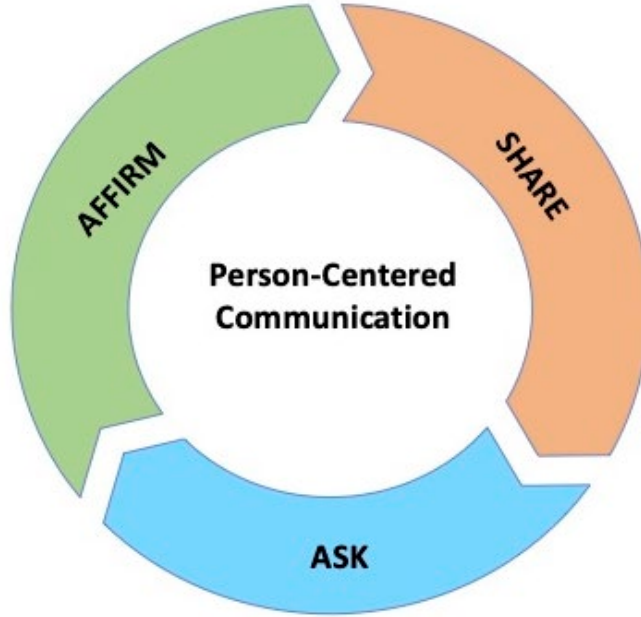 AFFIRM
SHARE
Person-Centered
Communication
ASK